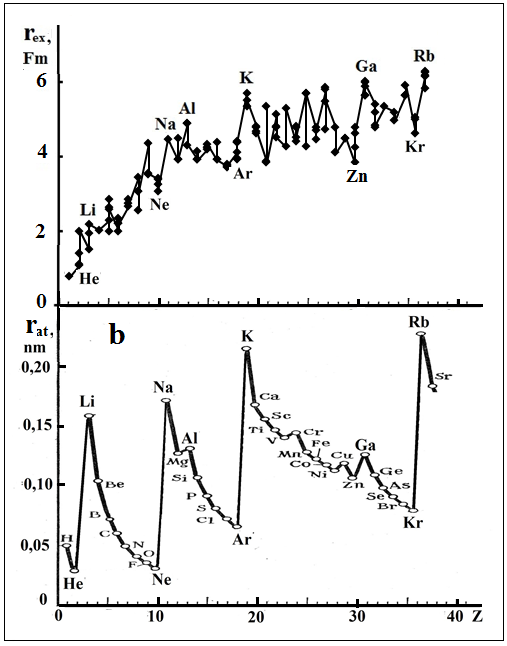 r ex,
Fm
6
4
2
0
He
Li
Ne
Na
Al
Ar
K
Zn
Ga
Kr
Rb
r at,
nm
b
0,20
0,15
0,10
0,05
0
H
He
Li
Be
B
C
N
O
F
Ne
Na
Mg
Al
Si
P
S
Cl
Ar
K
Ca
Sc
Ti
V
Cr
Mn
Fe
Co
Ni
Cu
Zn
Ga
Ge
As
Se
Br
Kr
Rb
Sr
0 10 20 30 40 Z